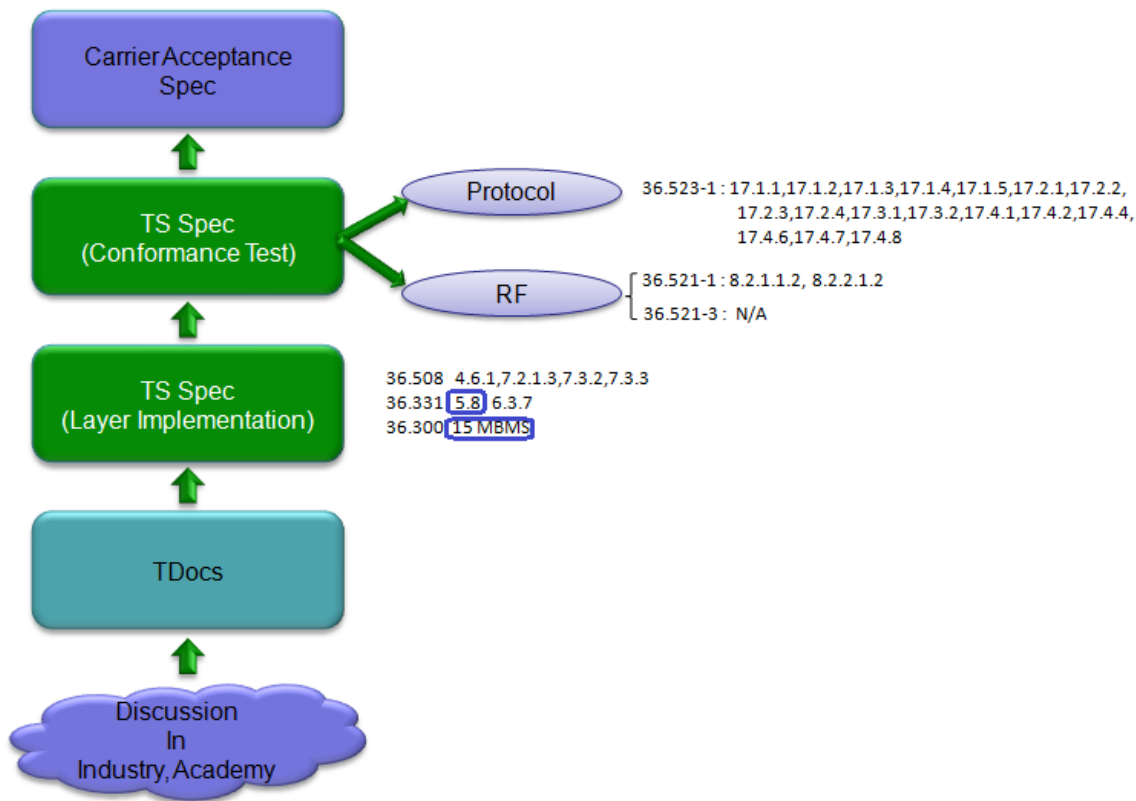 Carrier Acceptance
Spec
TS Spec
(Conformance Test)
Protocol
36.523-1 : 17.1.1,17.1.2,17.1.3,17.1.4,17.1.5,17.2.1,17.2.2,
17.2.3,17.2.4,17.3.1,17.3.2,17.4.1,17.4.2,17.4.4,
17.4.6,17.4.7,17.4.8
RF
36.521-1 : 8.2.1.1.2, 8.2.2.1.2
36.521-3 : N/A
TS Spec
(Layer Implementation)
36.508 4.6.1,7.2.1.3,7.3.2,7.3.3
36.331 5.8 6.3.7
36.300 15 MBMS
TDocs
Discussion
In
Industry,Academy